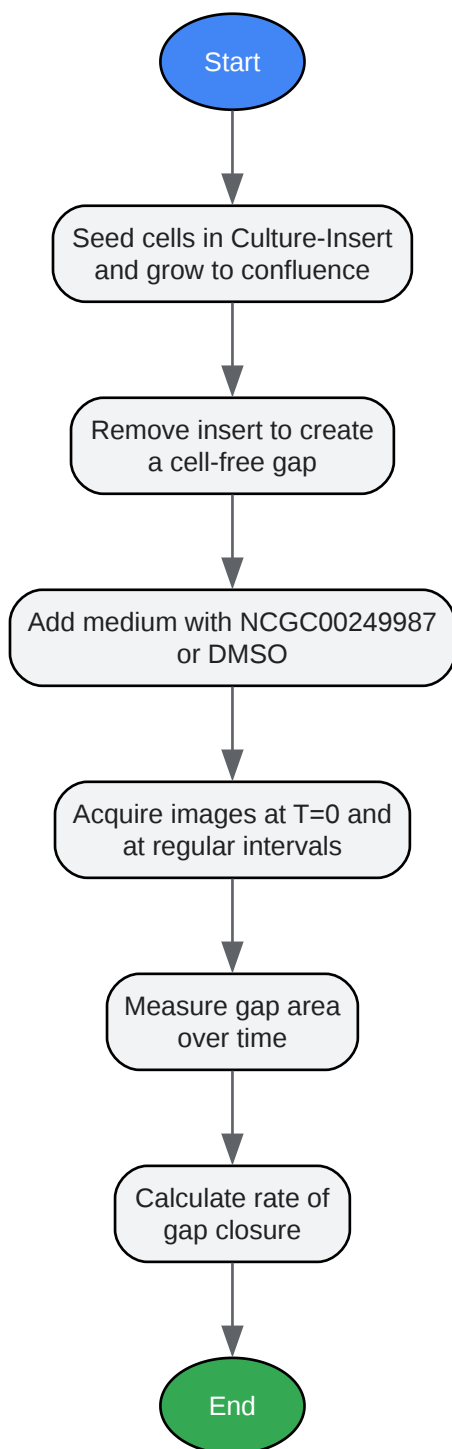 Start
Seed cells in Culture-Insert
and grow to confluence
Remove insert to create
a cell-free gap
Add medium with NCGC00249987
or DMSO
Acquire images at T=0 and
at regular intervals
Measure gap area
over time
Calculate rate of
gap closure
End